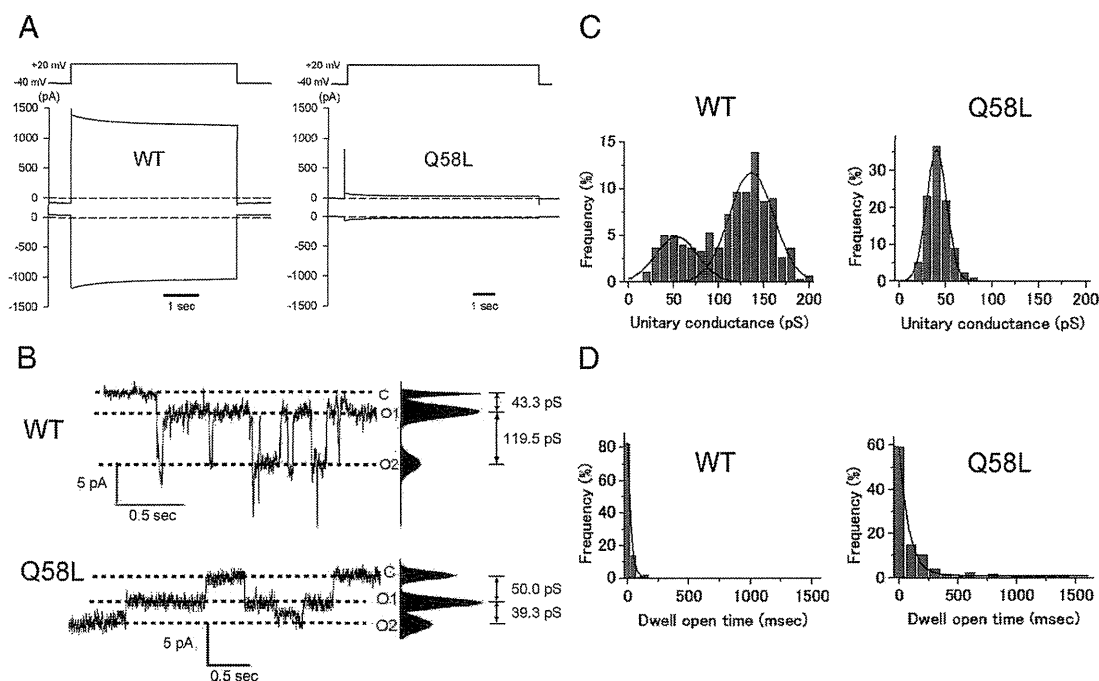 A
+20 mV
-40 mV
(pA)
1500
1000
500
0
0
-500
-1000
-1500
WT
1 sec
+20 mV
-40 mV
(pA)
1500
1000
500
0
0
-500
-1000
-1500
Q58L
1 sec
B
WT
C
O1
O2
43.3 pS
119.5 pS
5 pA
0.5 sec
Q58L
C
O1
O2
50.0 pS
39.3 pS
5 pA
0.5 sec
C
WT
Frequency (%)
15
10
5
0
0 50 100 150 200
Unitary conductance (pS)
Q58L
Frequency (%)
30
20
10
0
0 50 100 150 200
Unitary conductance (pS)
D
WT
Frequency (%)
80
60
40
20
0
0 500 1000 1500
Dwell open time (msec)
Q58L
Frequency (%)
60
40
20
0
0 500 1000 1500
Dwell open time (msec)